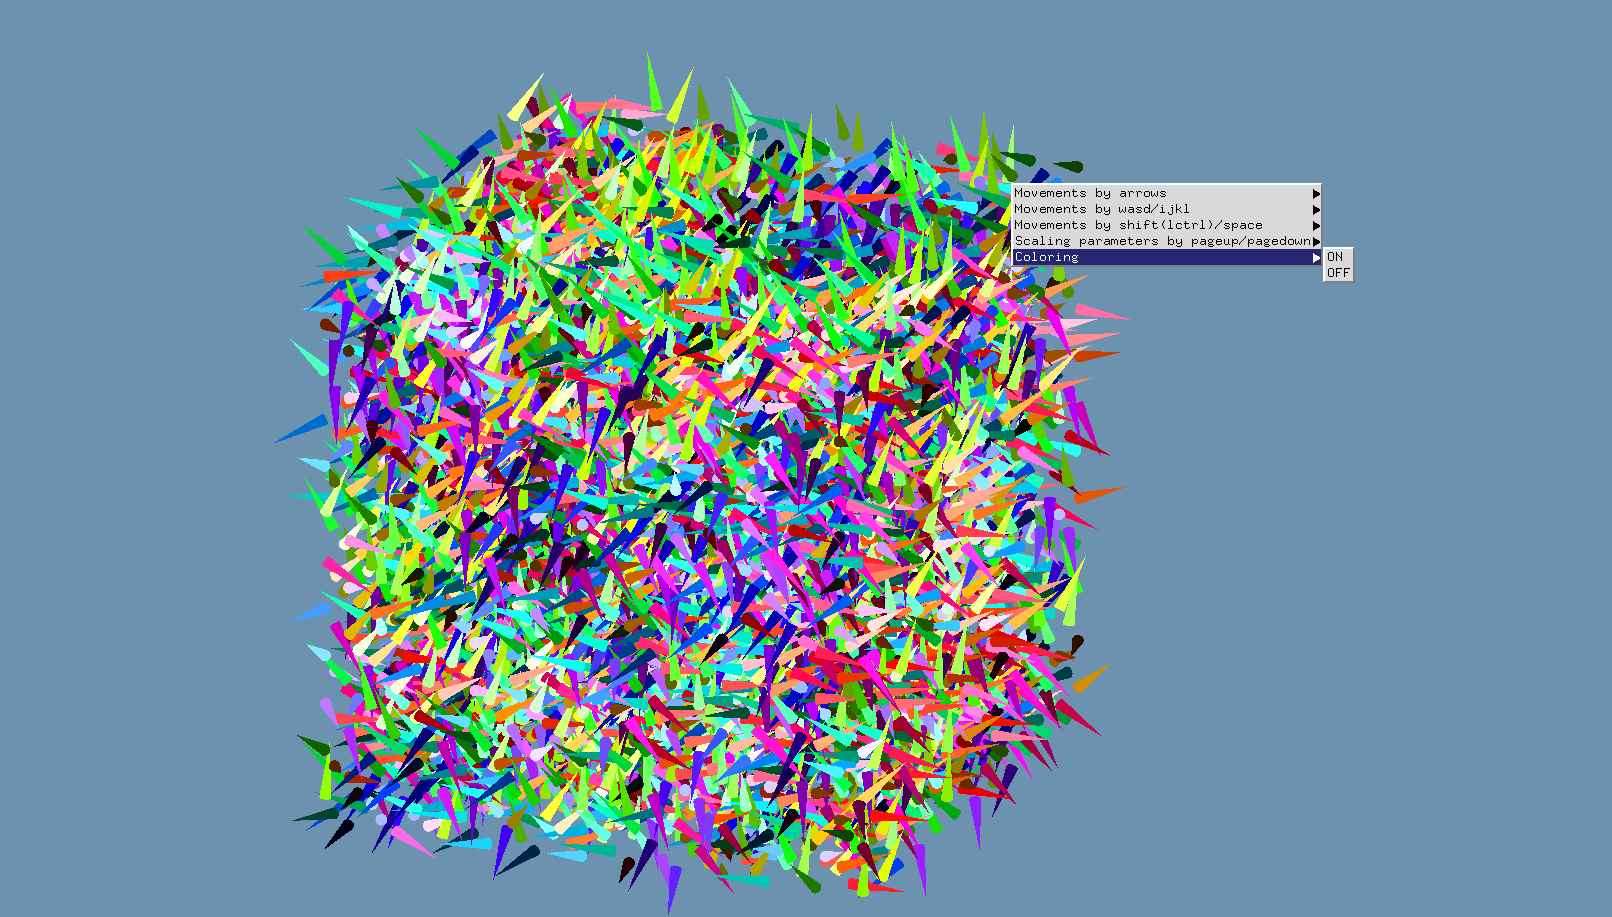 Movements by arrows
Movements by wasd/ijkl
Movements by shift(lctrl)/space
Scaling parameters by pageup/pagedown
Coloring
ON
OFF